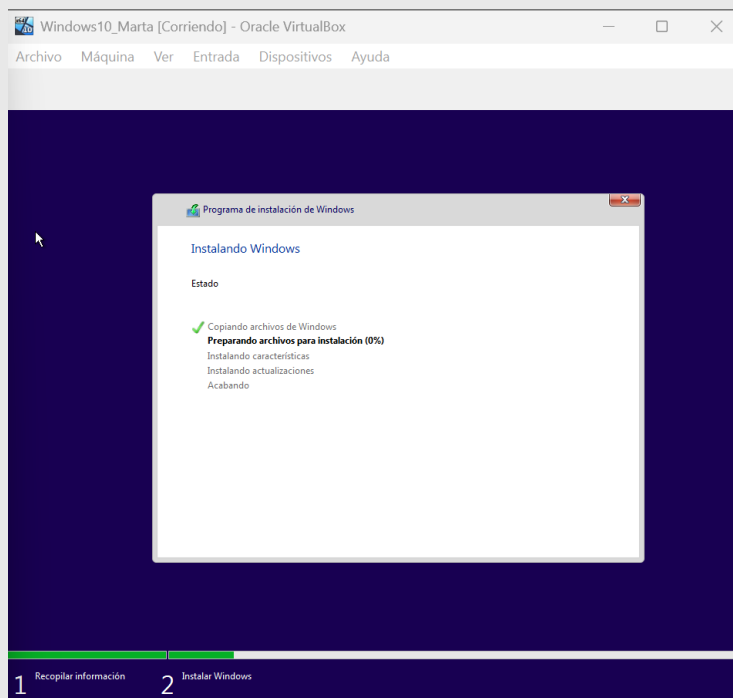 Windows10_Marta [Corriendo] - Oracle VirtualBox
Archivo Máquina Ver Entrada Dispositivos Ayuda
Programa de instalación de Windows
Instalando Windows
Estado
Copiando archivos de Windows
Preparando archivos para instalación (0%)
Instalando características
Instalando actualizaciones
Acabando
1 Recopilar información 2 Instalar Windows